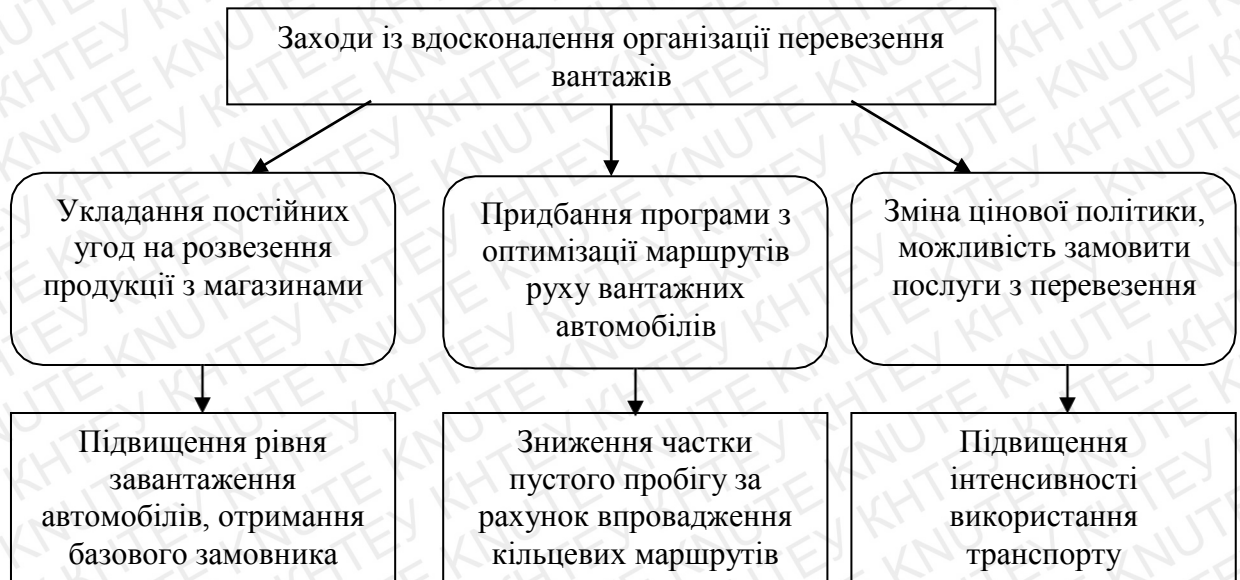 Заходи із вдосконалення організації перевезення
вантажів
Укладання постійних
угод на розвезення
продукції з магазинами
Придбання програми з
оптимізації маршрутів
руху вантажних
автомобілів
Зміна цінової політики,
можливість замовити
послуги з перевезення
Підвищення рівня
завантаження
автомобілів, отримання
базового замовника
Зниження частки
пустого пробігу за
рахунок впровадження
кільцевих маршрутів
Підвищення
інтенсивності
використання
транспорту